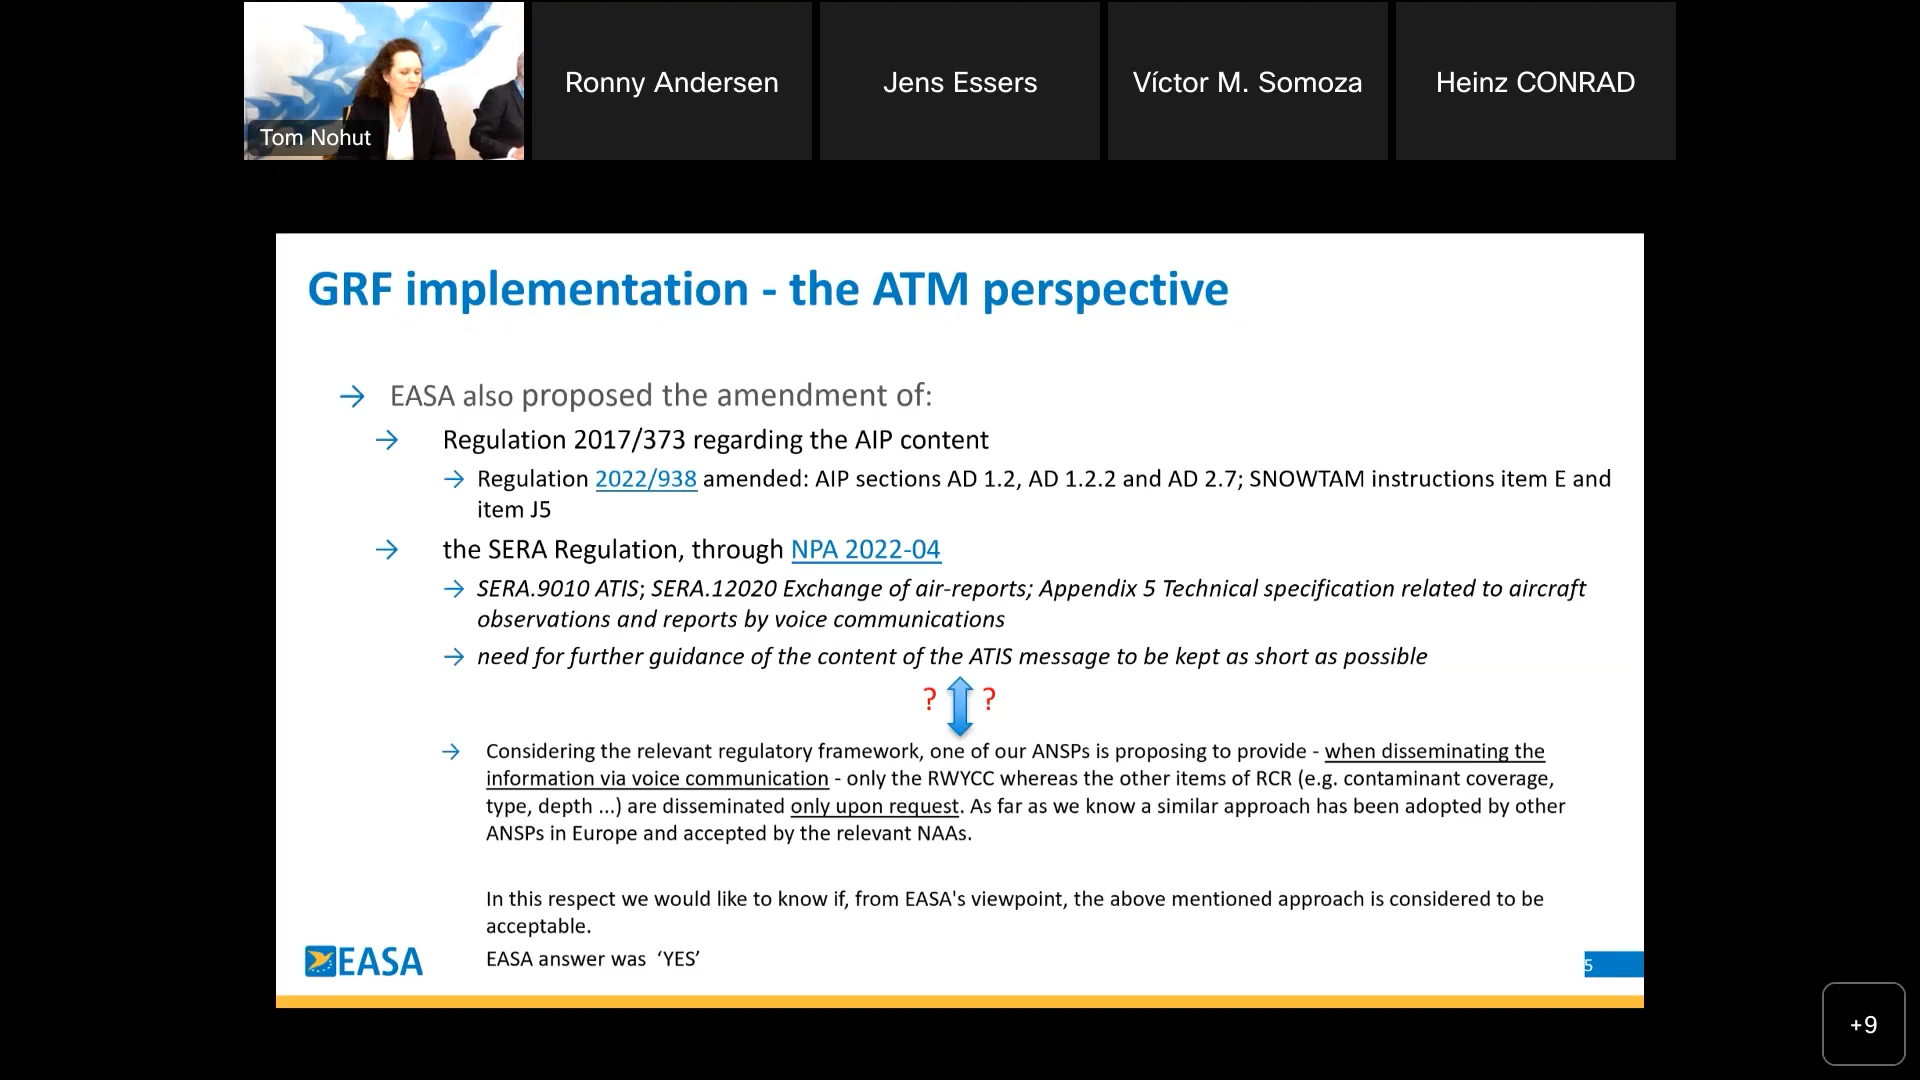 Tom Nohut
Ronny Andersen
Jens Essers
Víctor M. Somoza
Heinz CONRAD
GRF implementation - the ATM perspective
→ EASA also proposed the amendment of:
→ Regulation 2017/373 regarding the AIP content
→ Regulation 2022/938 amended: AIP sections AD 1.2, AD 1.2.2 and AD 2.7; SNOWTAM instructions item E and
item J5
→ the SERA Regulation, through NPA 2022-04
→ SERA.9010 ATIS; SERA.12020 Exchange of air-reports; Appendix 5 Technical specification related to aircraft
observations and reports by voice communications
→ need for further guidance of the content of the ATIS message to be kept as short as possible
? ?
→ Considering the relevant regulatory framework, one of our ANSPs is proposing to provide - when disseminating the
information via voice communication - only the RWYCC whereas the other items of RCR (e.g. contaminant coverage,
type, depth ...) are disseminated only upon request. As far as we know a similar approach has been adopted by other
ANSPs in Europe and accepted by the relevant NAAs.
In this respect we would like to know if, from EASA's viewpoint, the above mentioned approach is considered to be
acceptable.
EASA answer was ‘YES’
EASA
5
+9